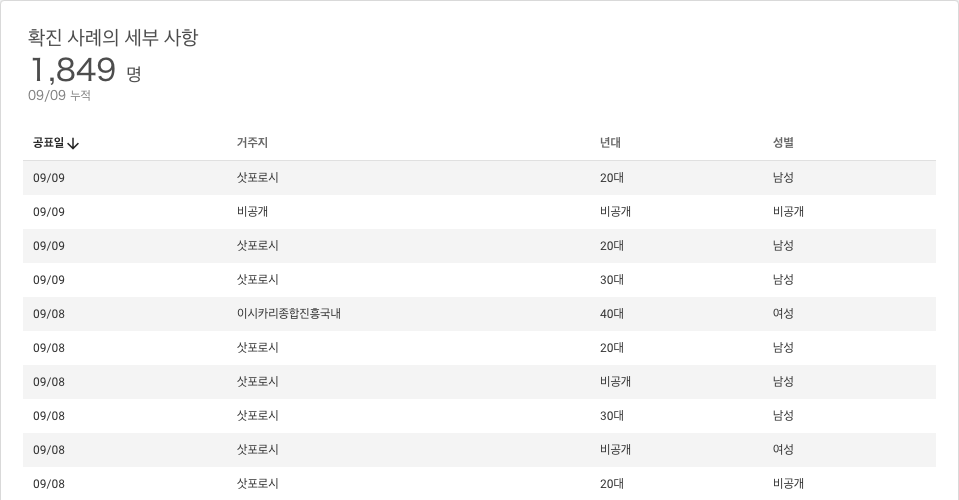 확진 사례의 세부 사항
1,849 명
09/09 누적
공표일 거주지 년대 성별
09/09 삿포로시 20대 남성
09/09 비공개 비공개 비공개
09/09 삿포로시 20대 남성
09/09 삿포로시 30대 남성
09/08 이시카리종합진흥국내 40대 여성
09/08 삿포로시 20대 남성
09/08 삿포로시 비공개 남성
09/08 삿포로시 30대 남성
09/08 삿포로시 비공개 여성
09/08 삿포로시 20대 비공개